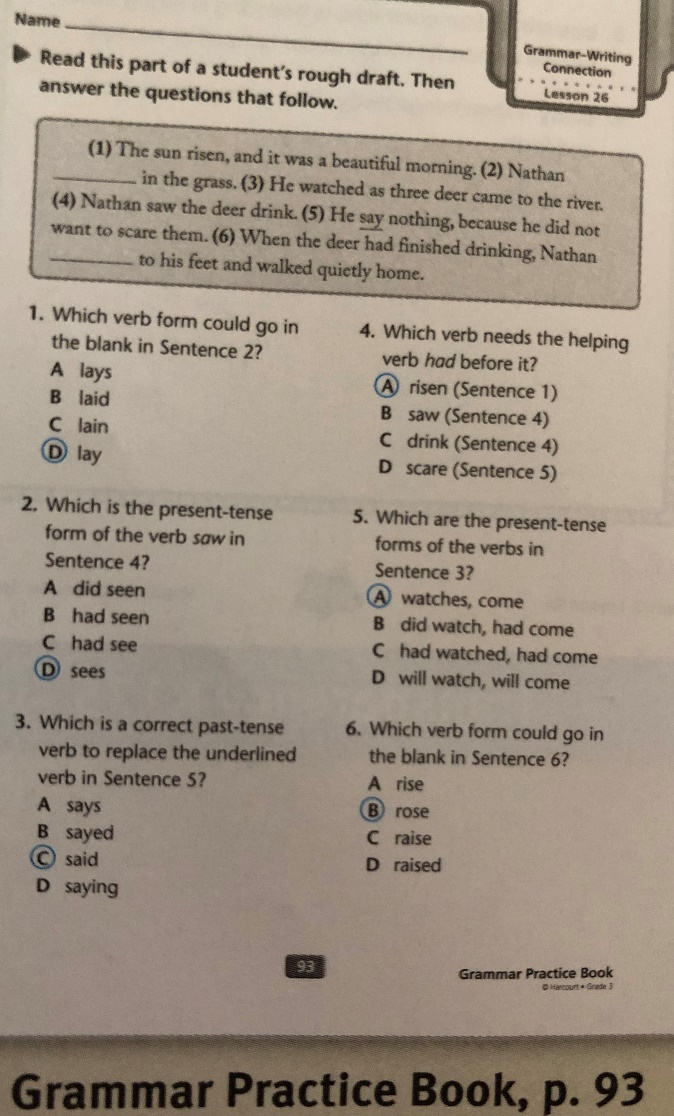 Name
Grammar–Writing
Connection
Lesson 26
Read this part of a student's rough draft. Then
answer the questions that follow.
(1) The sun risen, and it was a beautiful morning. (2) Nathan
________ in the grass. (3) He watched as three deer came to the river.
(4) Nathan saw the deer drink. (5) He say nothing, because he did not
want to scare them. (6) When the deer had finished drinking, Nathan
________ to his feet and walked quietly home.
1. Which verb form could go in
the blank in Sentence 2?
A lays
B laid
C lain
D lay
2. Which is the present-tense
form of the verb saw in
Sentence 4?
A did seen
B had seen
C had see
D sees
3. Which is a correct past-tense
verb to replace the underlined
verb in Sentence 5?
A says
B sayed
C said
D saying
4. Which verb needs the helping
verb had before it?
A risen (Sentence 1)
B saw (Sentence 4)
C drink (Sentence 4)
D scare (Sentence 5)
5. Which are the present-tense
forms of the verbs in
Sentence 3?
A watches, come
B did watch, had come
C had watched, had come
D will watch, will come
6. Which verb form could go in
the blank in Sentence 6?
A rise
B rose
C raise
D raised
93
Grammar Practice Book
© Harcourt • Grade 3
Grammar Practice Book, p. 93